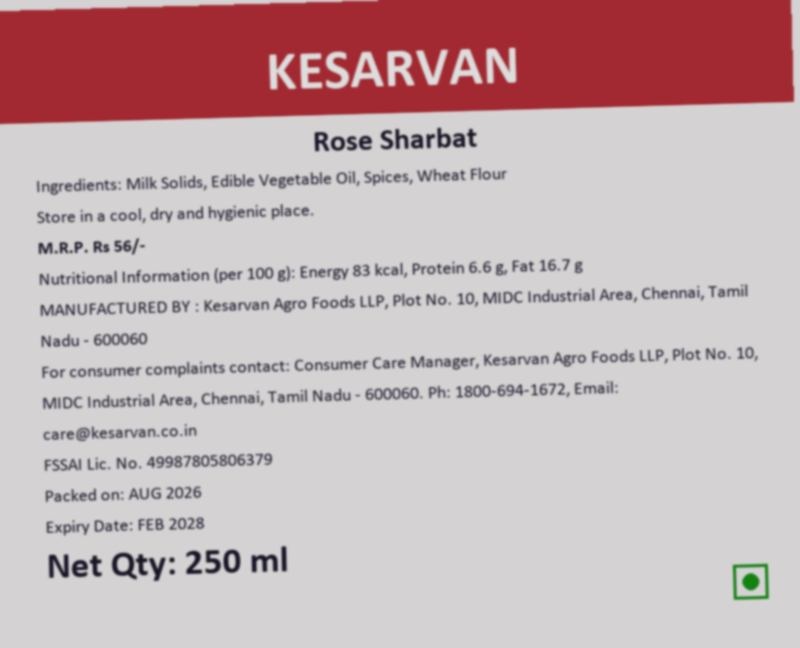 KESARVAN
Rose Sharbat
Ingredients: Milk Solids, Edible Vegetable Oil, Spices, Wheat Flour
Store in a cool, dry and hygienic place.
M.R.P. Rs 56/-
Nutritional Information (per 100 g): Energy 83 kcal, Protein 6.6 g, Fat 16.7 g
MANUFACTURED BY : Kesarvan Agro Foods LLP, Plot No. 10, MIDC Industrial Area, Chennai, Tamil
Nadu - 600060
For consumer complaints contact: Consumer Care Manager, Kesarvan Agro Foods LLP, Plot No. 10,
MIDC Industrial Area, Chennai, Tamil Nadu - 600060. Ph: 1800-694-1672, Email:
care@kesarvan.co.in
FSSAI Lic. No. 49987805806379
Packed on: AUG 2026
Expiry Date: FEB 2028
Net Qty: 250 ml